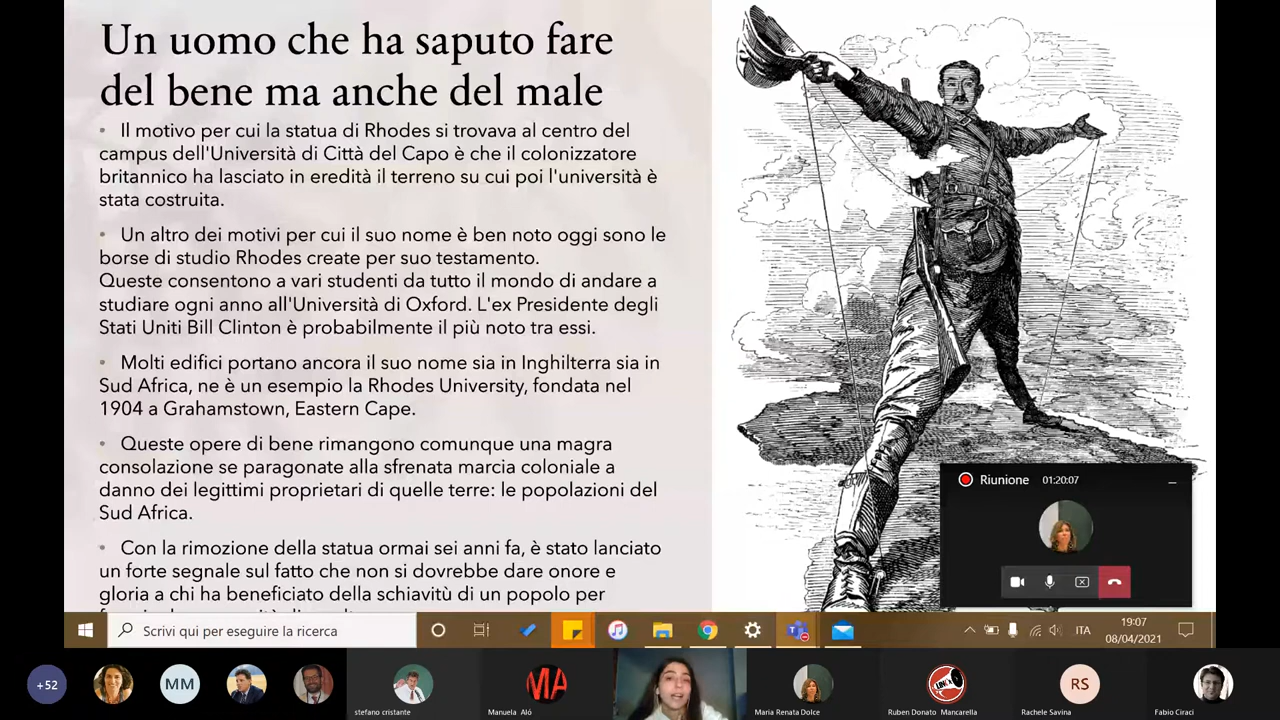 Un uomo che ha saputo fare
del bene ma anche del male
Il motivo per cui la statua di Rhodes si trovava al centro del
campus dell'Università di Città del Capo è che il colonizzatore
britannico ha lasciato in eredità il terreno su cui poi l'università è
stata costruita.
Un altro dei motivi per cui il suo nome è ben noto oggi sono le
borse di studio Rhodes create per suo testamento.
Queste consentono a vari studenti da tutto il mondo di andare a
studiare ogni anno all'Università di Oxford. L'ex Presidente degli
Stati Uniti Bill Clinton è probabilmente il più noto tra essi.
Molti edifici portano ancora il suo nome sia in Inghilterra sia in
Sud Africa, ne è un esempio la Rhodes University, fondata nel
1904 a Grahamstown, Eastern Cape.
Queste opere di bene rimangono comunque una magra
consolazione se paragonate alla sfrenata marcia coloniale a
danno dei legittimi proprietari di quelle terre: le popolazioni del
Sud Africa.
Con la rimozione della statua ormai sei anni fa, è stato lanciato
un forte segnale sul fatto che non si dovrebbe dare onore e
gloria a chi ha beneficiato della schiavitù di un popolo per
Riunione 01:20:07
Scrivi qui per eseguire la ricerca
ITA
19:07
08/04/2021
+52
MM
MA
RS
stefano cristante
Manuela Aló
Maria Renata Dolce
Ruben Donato Mancarella
Rachele Savina
Fabio Ciraci